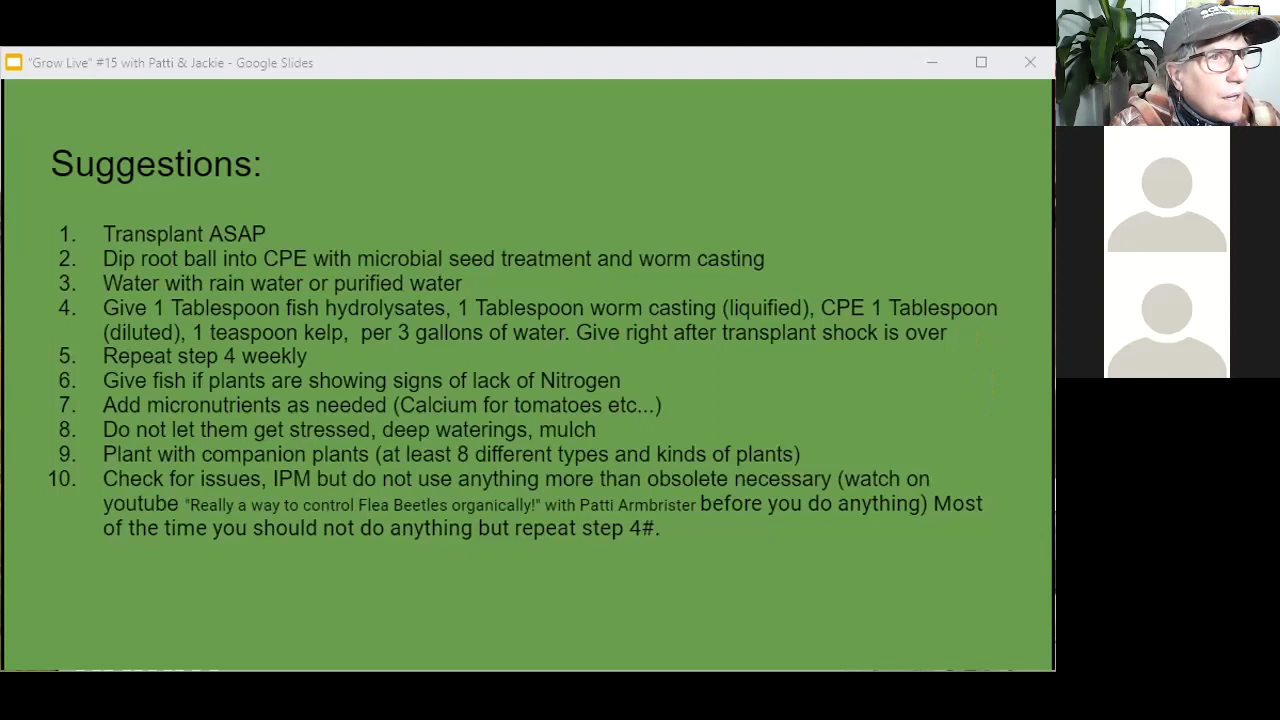 "Grow Live" #15 with Patti & Jackie - Google Slides
Suggestions:
1. Transplant ASAP
2. Dip root ball into CPE with microbial seed treatment and worm casting
3. Water with rain water or purified water
4. Give 1 Tablespoon fish hydrolysates, 1 Tablespoon worm casting (liquified), CPE 1 Tablespoon
(diluted), 1 teaspoon kelp, per 3 gallons of water. Give right after transplant shock is over
5. Repeat step 4 weekly
6. Give fish if plants are showing signs of lack of Nitrogen
7. Add micronutrients as needed (Calcium for tomatoes etc...)
8. Do not let them get stressed, deep waterings, mulch
9. Plant with companion plants (at least 8 different types and kinds of plants)
10. Check for issues, IPM but do not use anything more than obsolete necessary (watch on
youtube "Really a way to control Flea Beetles organically!" with Patti Armbrister before you do anything) Most
of the time you should not do anything but repeat step 4#.